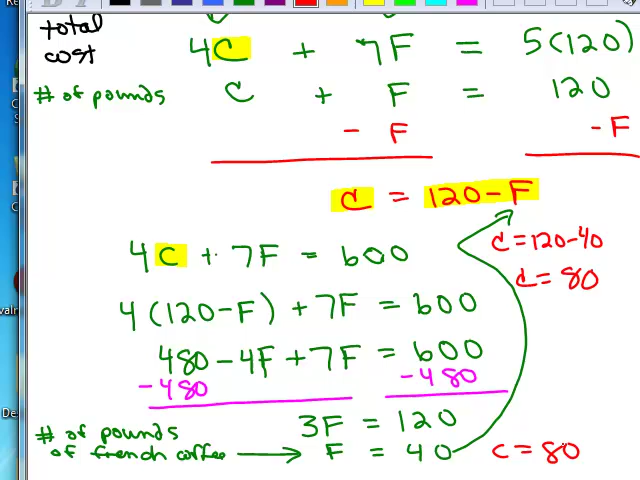 total
cost
4C + 7F = 5(120)
# of pounds C + F = 120
- F - F
C = 120 - F
4C + 7F = 600
C = 120 - 40
C = 80
4(120 - F) + 7F = 600
480 - 4F + 7F = 600
- 480 - 480
3F = 120
# of pounds
of french coffee → F = 40
C = 80